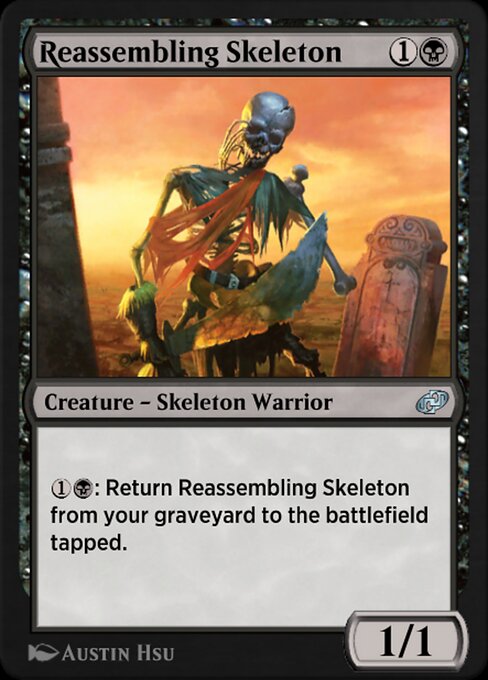 Reassembling Skeleton 1
Creature – Skeleton Warrior
1: Return Reassembling Skeleton
from your graveyard to the battlefield
tapped.
1/1
Austin Hsu